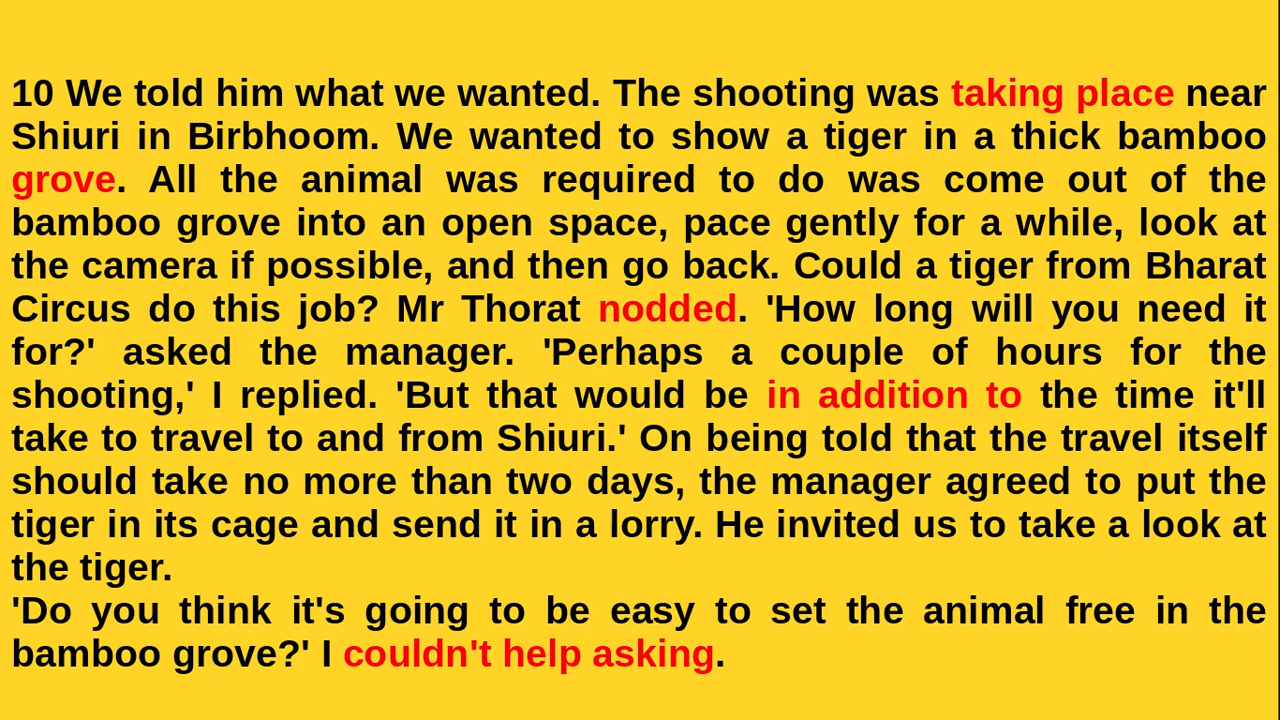 10 We told him what we wanted. The shooting was taking place near
Shiuri in Birbhoom. We wanted to show a tiger in a thick bamboo
grove. All the animal was required to do was come out of the
bamboo grove into an open space, pace gently for a while, look at
the camera if possible, and then go back. Could a tiger from Bharat
Circus do this job? Mr Thorat nodded. 'How long will you need it
for?' asked the manager. 'Perhaps a couple of hours for the
shooting,' I replied. 'But that would be in addition to the time it'll
take to travel to and from Shiuri.' On being told that the travel itself
should take no more than two days, the manager agreed to put the
tiger in its cage and send it in a lorry. He invited us to take a look at
the tiger.
'Do you think it's going to be easy to set the animal free in the
bamboo grove?' I couldn't help asking.